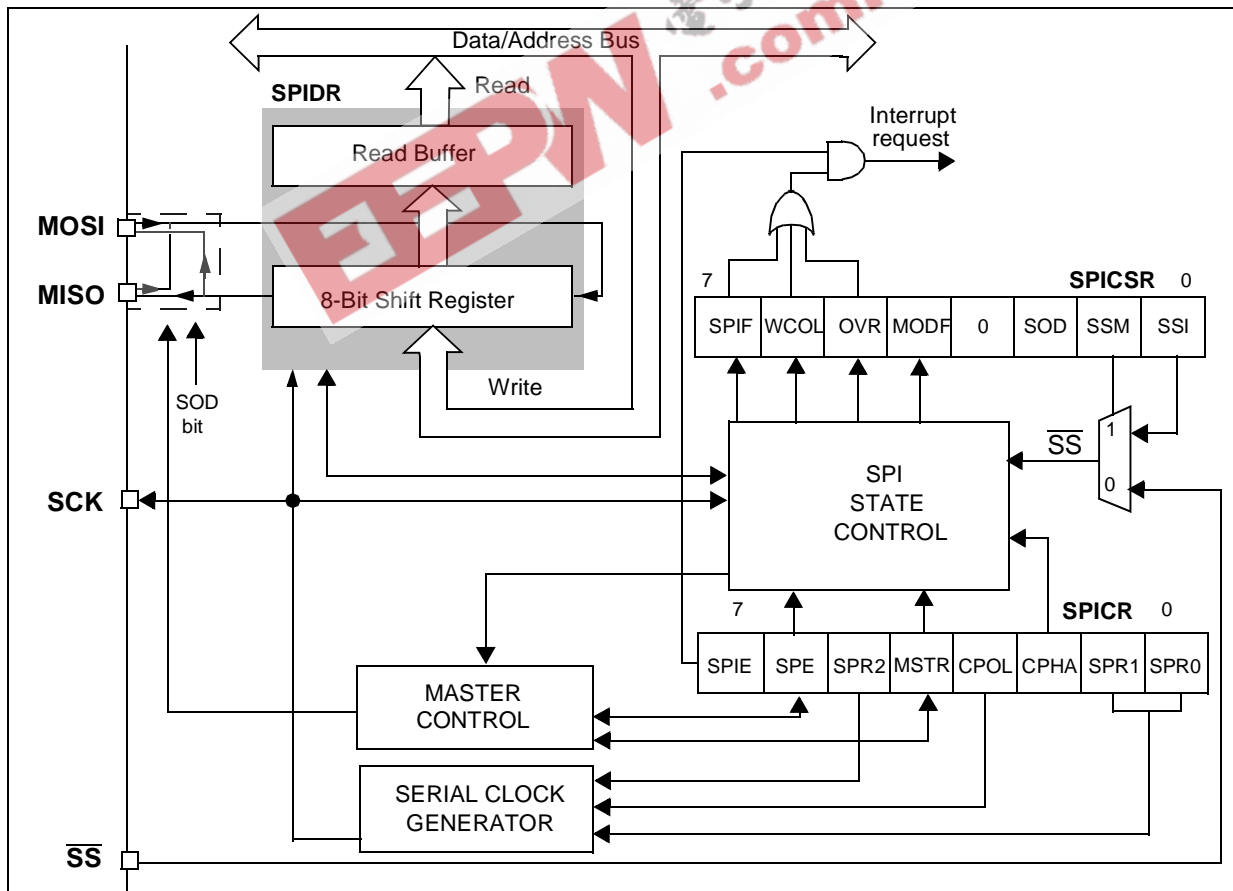 Data/Address Bus
Read
SPIDR
Read Buffer
Interrupt
request
MOSI
MISO
8-Bit Shift Register
7
SPICSR
0
SPIF
WCOL
OVR
MODF
0
SOD
SSM
SSI
Write
SOD
bit
1
SS
0
SCK
SPI
STATE
CONTROL
7
SPICR
0
SPIE
SPE
SPR2
MSTR
CPOL
CPHA
SPR1
SPR0
MASTER
CONTROL
SERIAL CLOCK
GENERATOR
SS
EEPW
.com